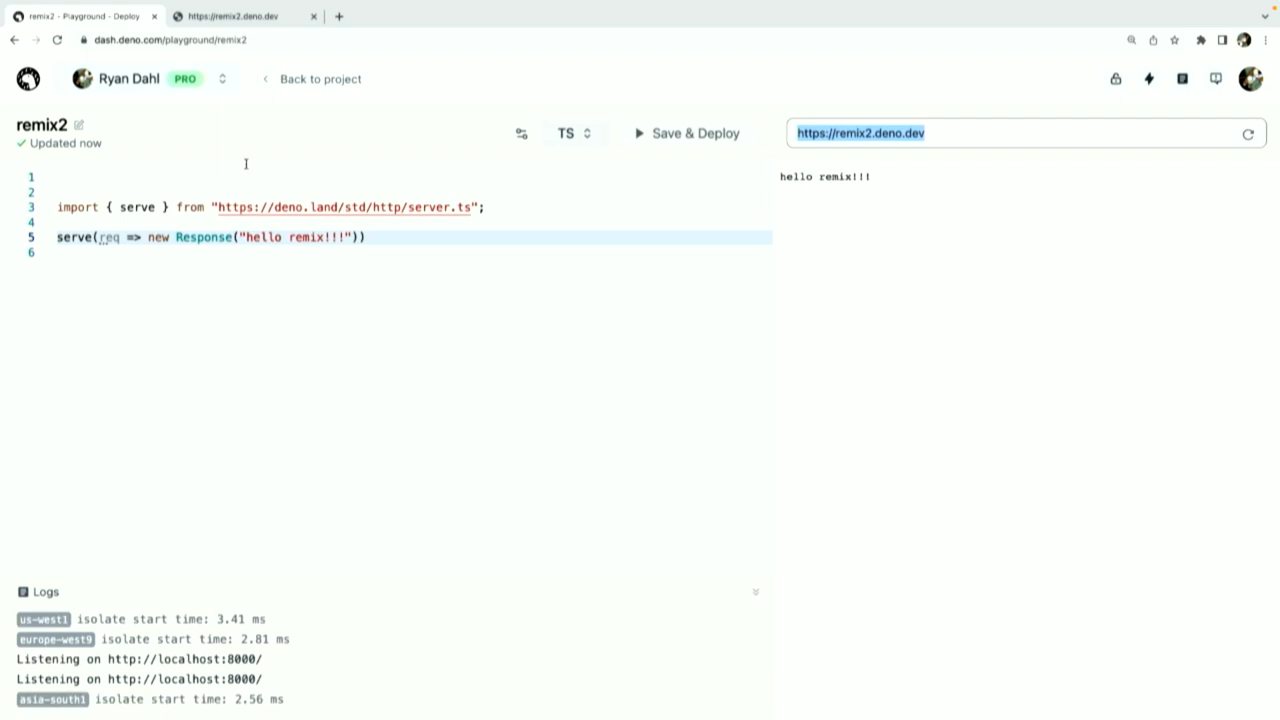 remix2 - Playground - Deploy
https://remix2.deno.dev
dash.deno.com/playground/remix2
Ryan Dahl PRO
Back to project
remix2
Updated now
TS
Save & Deploy
https://remix2.deno.dev
1
2
3 import { serve } from "https://deno.land/std/http/server.ts";
4
5 serve(req => new Response("hello remix!!!"))
6
hello remix!!!
Logs
us-west1 isolate start time: 3.41 ms
europe-west9 isolate start time: 2.81 ms
Listening on http://localhost:8000/
Listening on http://localhost:8000/
asia-south1 isolate start time: 2.56 ms